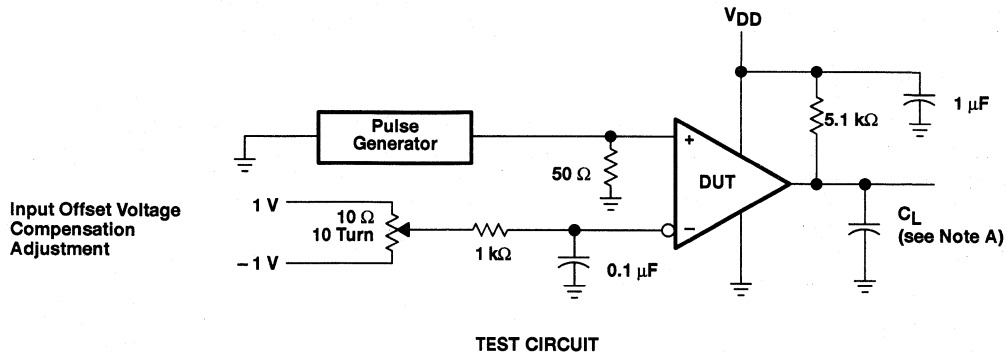 VDD
Pulse
Generator
5.1 kΩ
1 μF
+
50 Ω
DUT
Input Offset Voltage
Compensation
Adjustment
1 V
10 Ω
10 Turn
– 1 V
1 kΩ
0.1 μF
–
CL
(see Note A)
TEST CIRCUIT